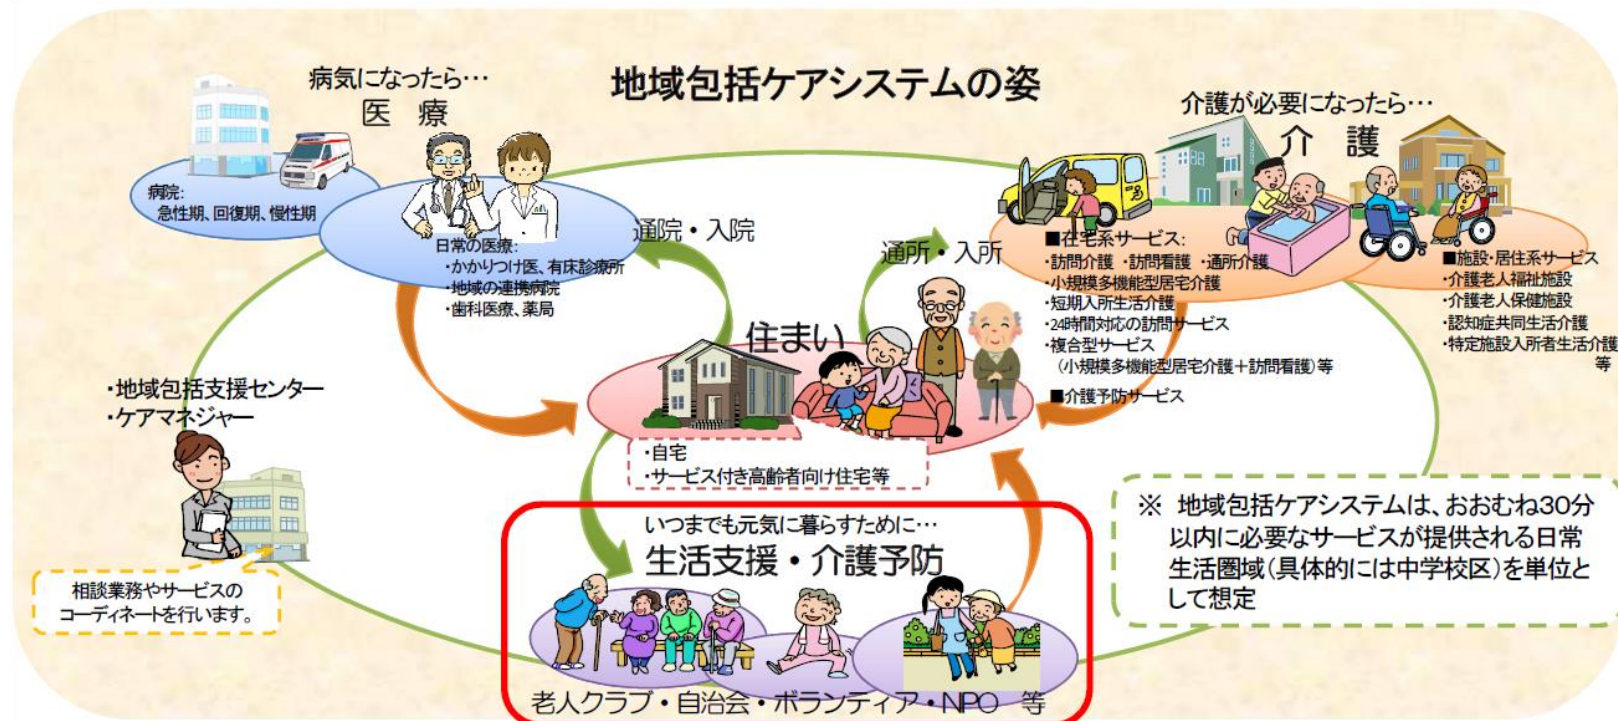 地域包括ケアシステムの姿
病気になったら…
医 療
病院:
急性期、回復期、慢性期
日常の医療:
・かかりつけ医、有床診療所
・地域の連携病院
・歯科医療、薬局
通院・入院
通所・入所
介護が必要になったら…
介 護
■在宅系サービス:
・訪問介護 ・訪問看護 ・通所介護
・小規模多機能型居宅介護
・短期入所生活介護
・24時間対応の訪問サービス
・複合型サービス
(小規模多機能型居宅介護+訪問看護)等
■介護予防サービス
■施設・居住系サービス
・介護老人福祉施設
・介護老人保健施設
・認知症共同生活介護
・特定施設入所者生活介護
等
住まい
・自宅
・サービス付き高齢者向け住宅等
・地域包括支援センター
・ケアマネジャー
相談業務やサービスの
コーディネートを行います。
いつまでも元気に暮らすために…
生活支援・介護予防
老人クラブ・自治会・ボランティア・NPO 等
※ 地域包括ケアシステムは、おおむね30分
以内に必要なサービスが提供される日常
生活圏域(具体的には中学校区)を単位と
して想定